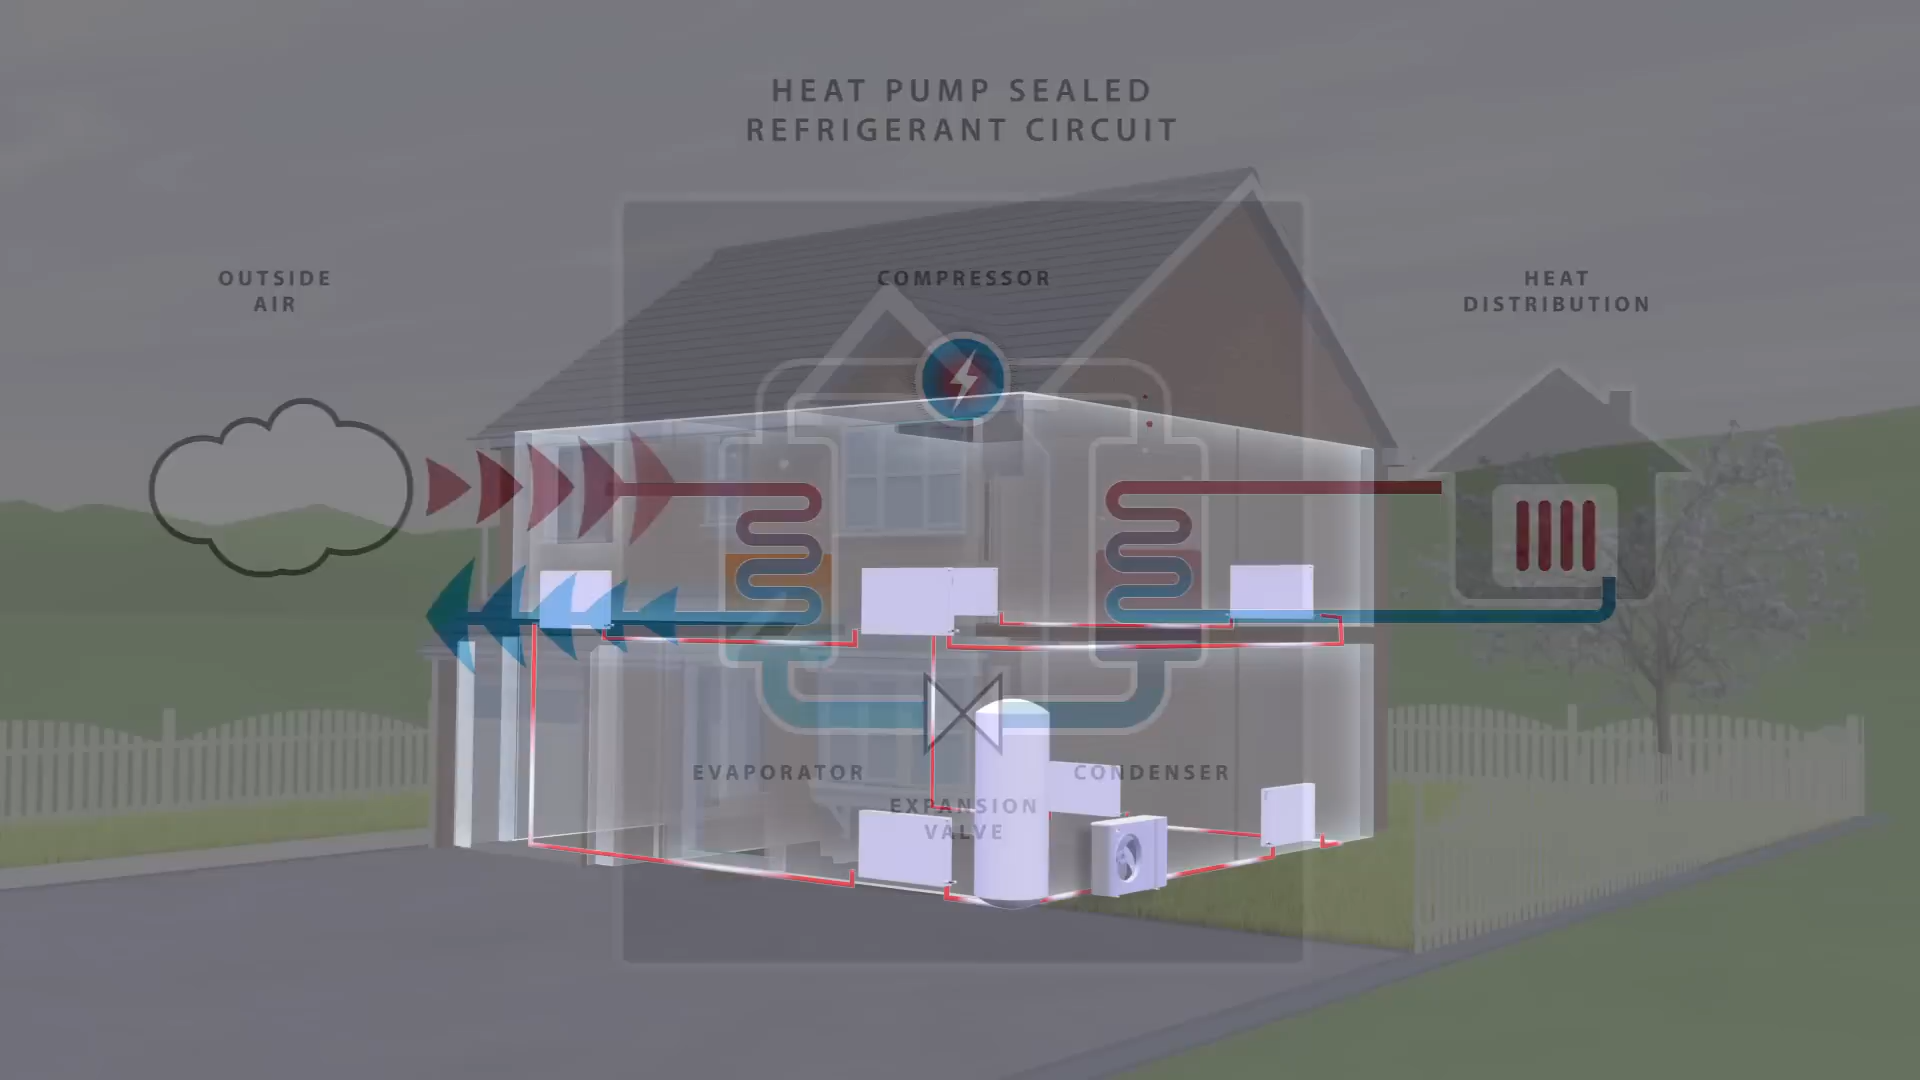 HEAT PUMP SEALED
REFRIGERANT CIRCUIT
OUTSIDE
AIR
COMPRESSOR
HEAT
DISTRIBUTION
EVAPORATOR
CONDENSER
EXPANSION
VALVE